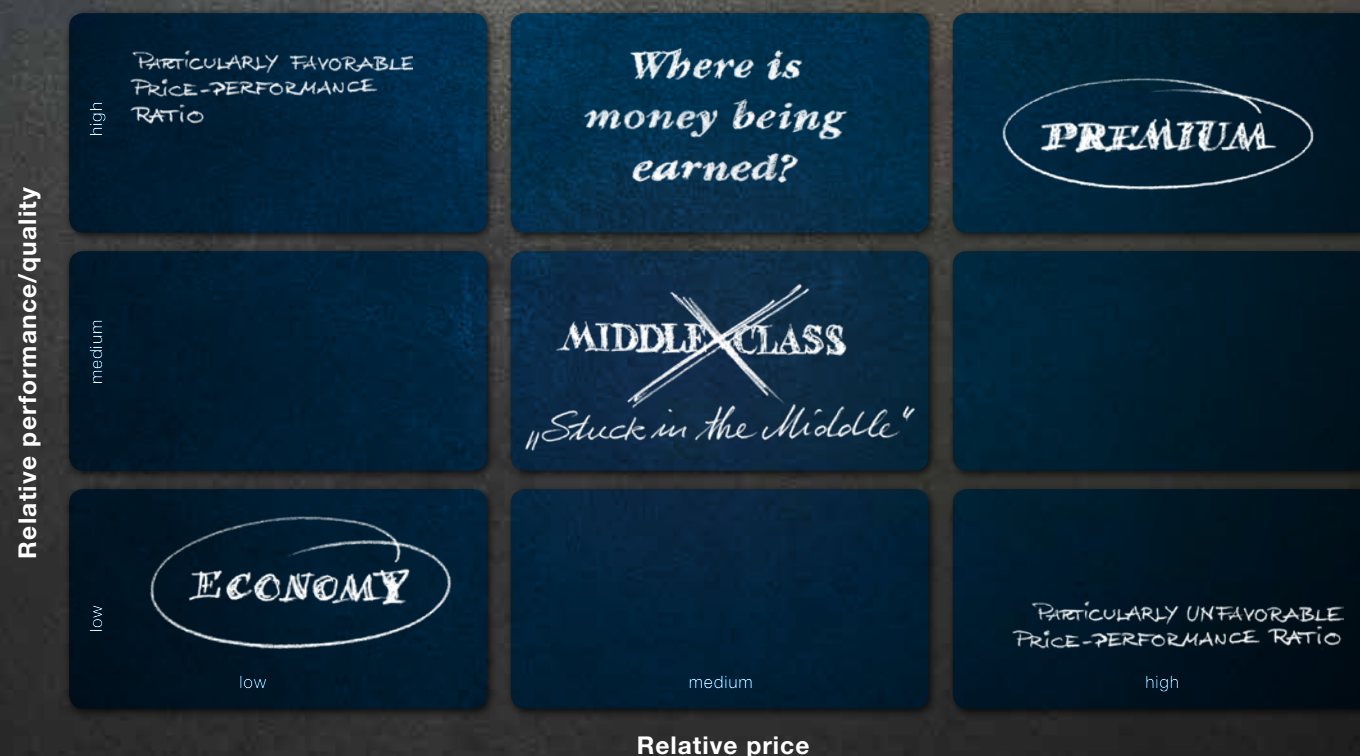 PARTICULARLY FAVORABLE
PRICE-PERFORMANCE
RATIO
high
Where is
money being
earned?
PREMIUM
Relative performance/quality
medium
MIDDLE CLASS
„Stuck in the Middle“
low
ECONOMY
low
medium
PARTICULARLY UNFAVORABLE
PRICE-PERFORMANCE RATIO
high
Relative price